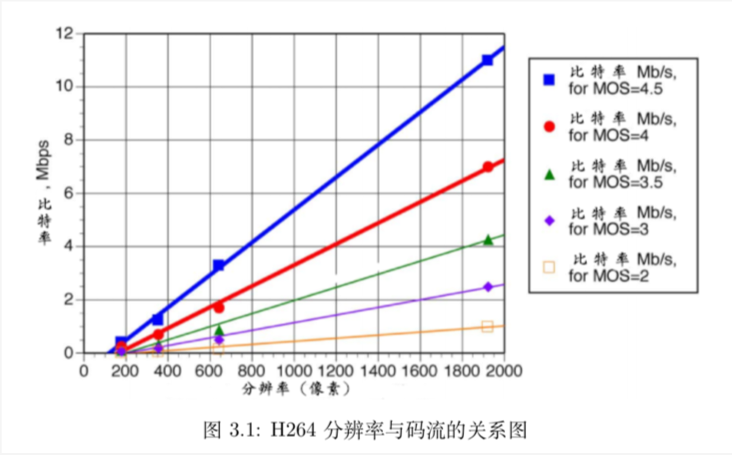 12
10
8
6
4
2
0
比特率, Mbps
0 200 400 600 800 1000 1200 1400 1600 1800 2000
分辨率 (像素)
比特率 Mb/s,
for MOS=4.5
比特率 Mb/s,
for MOS=4
比特率 Mb/s,
for MOS=3.5
比特率 Mb/s,
for MOS=3
比特率 Mb/s,
for MOS=2
图 3.1: H264 分辨率与码流的关系图